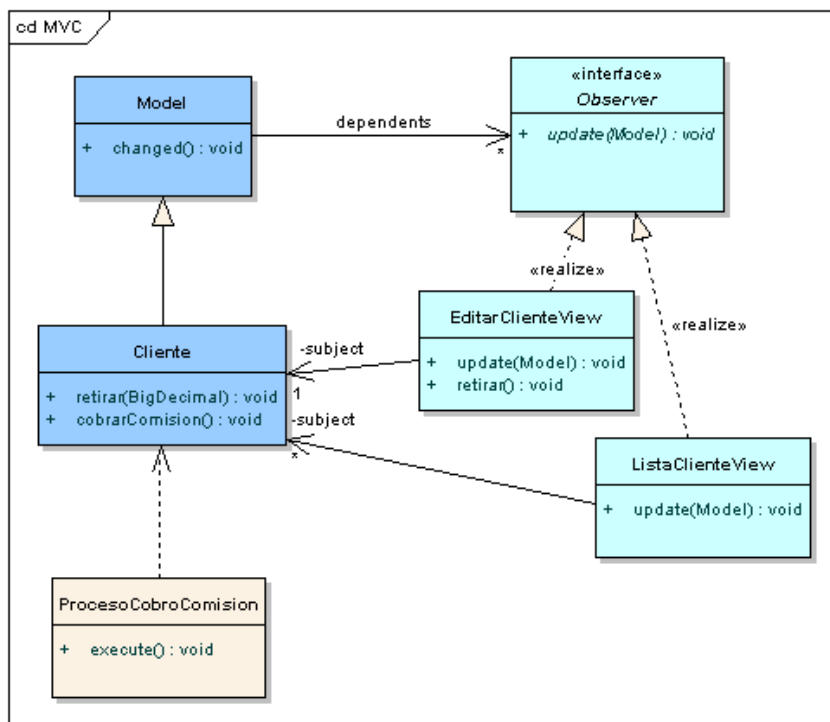 cd MVC
Model
+ changed() : void
dependents
*
«interface»
Observer
+ update(Model) : void
«realize»
«realize»
EditarClienteView
+ update(Model) : void
+ retirar() : void
-subject
1
Cliente
+ retirar(BigDecimal) : void
+ cobrarComision() : void
-subject
*
ListaClienteView
+ update(Model) : void
ProcesoCobroComision
+ execute() : void